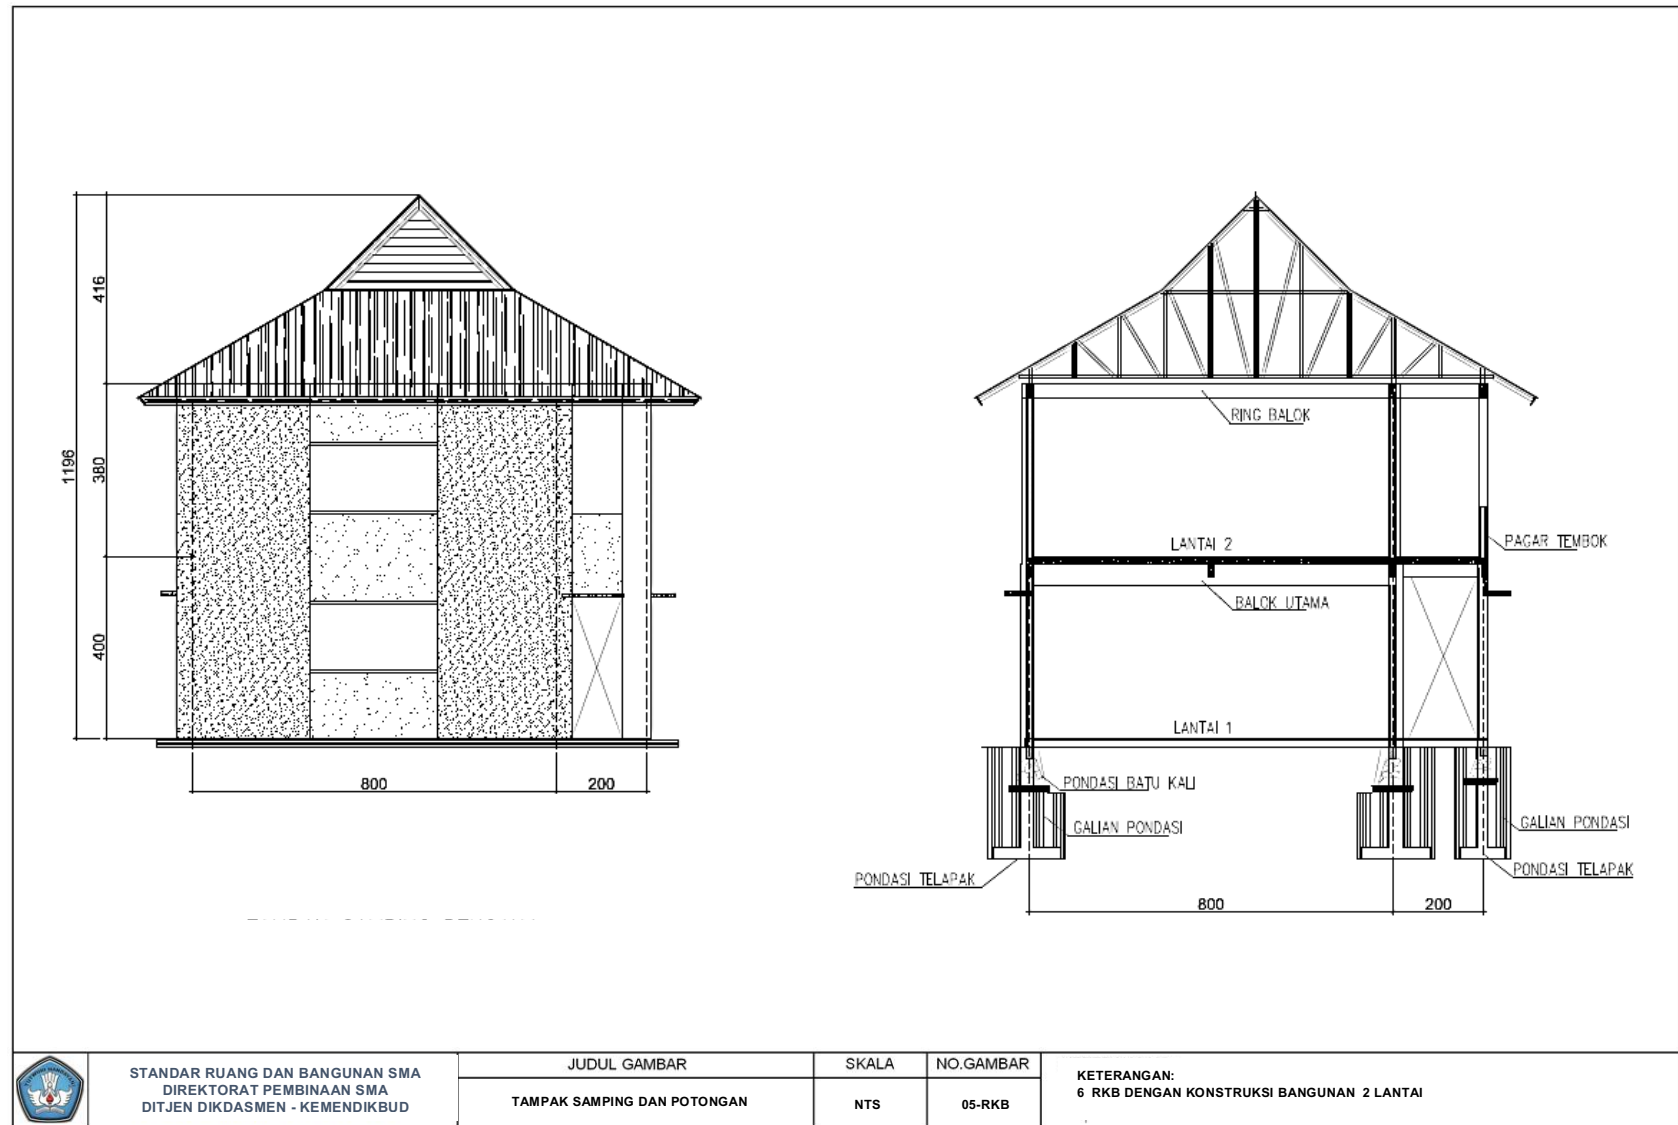 416
1196
380
400
800
200
RING BALOK
LANTAI 2
PAGAR TEMBOK
BALOK UTAMA
LANTAI 1
PONDASI BATU KALI
GALIAN PONDASI
GALIAN PONDASI
PONDASI TELAPAK
PONDASI TELAPAK
800
200
STANDAR RUANG DAN BANGUNAN SMA
DIREKTORAT PEMBINAAN SMA
DITJEN DIKDASMEN - KEMENDIKBUD
JUDUL GAMBAR
TAMPAK SAMPING DAN POTONGAN
SKALA
NTS
NO.GAMBAR
05-RKB
KETERANGAN:
6 RKB DENGAN KONSTRUKSI BANGUNAN 2 LANTAI